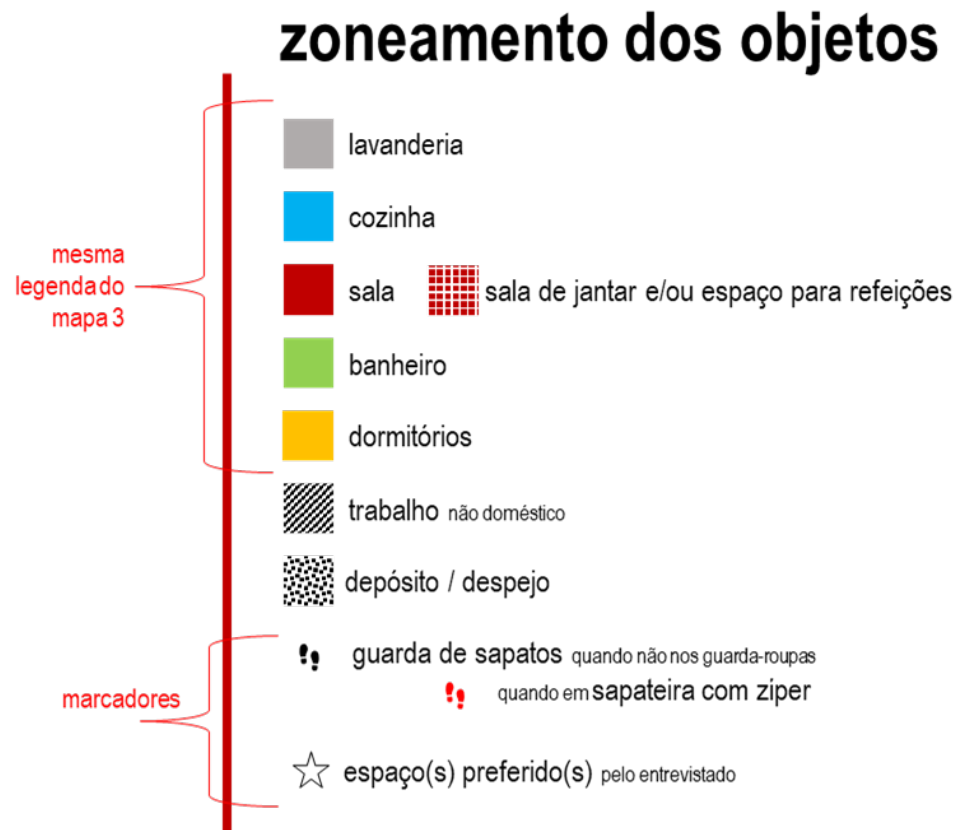 zoneamento dos objetos
lavanderia
cozinha
mesma
legenda do
mapa 3
sala
sala de jantar e/ou espaço para refeições
banheiro
dormitórios
trabalho não doméstico
depósito / despejo
marcadores
guarda de sapatos quando não nos guarda-roupas
quando em sapateira com zíper
espaço(s) preferido(s) pelo entrevistado